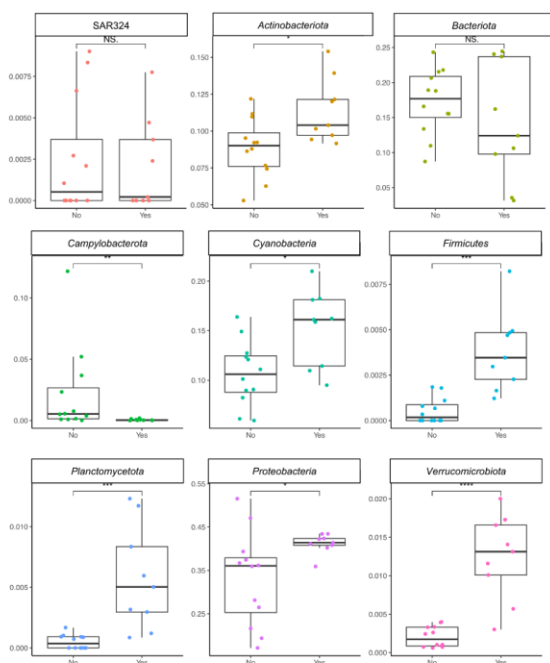 SAR324 Actinobacteriota Bacteriota
NS. * NS.
0.0075 0.150 0.25
0.0050 0.125 0.20
0.0025 0.100 0.15
0.0000 0.075 0.10
0.050 0.05
No Yes No Yes No Yes
Campylobacterota Cyanobacteria Firmicutes
** * ***
0.10 0.20 0.0075
0.05 0.15 0.0050
0.00 0.10 0.0025
0.0000
No Yes No Yes No Yes
Planctomycetota Proteobacteria Verrucomicrobiota
*** * ****
0.010 0.55 0.020
0.005 0.45 0.015
0.000 0.35 0.010
0.25 0.005
0.000
No Yes No Yes No Yes